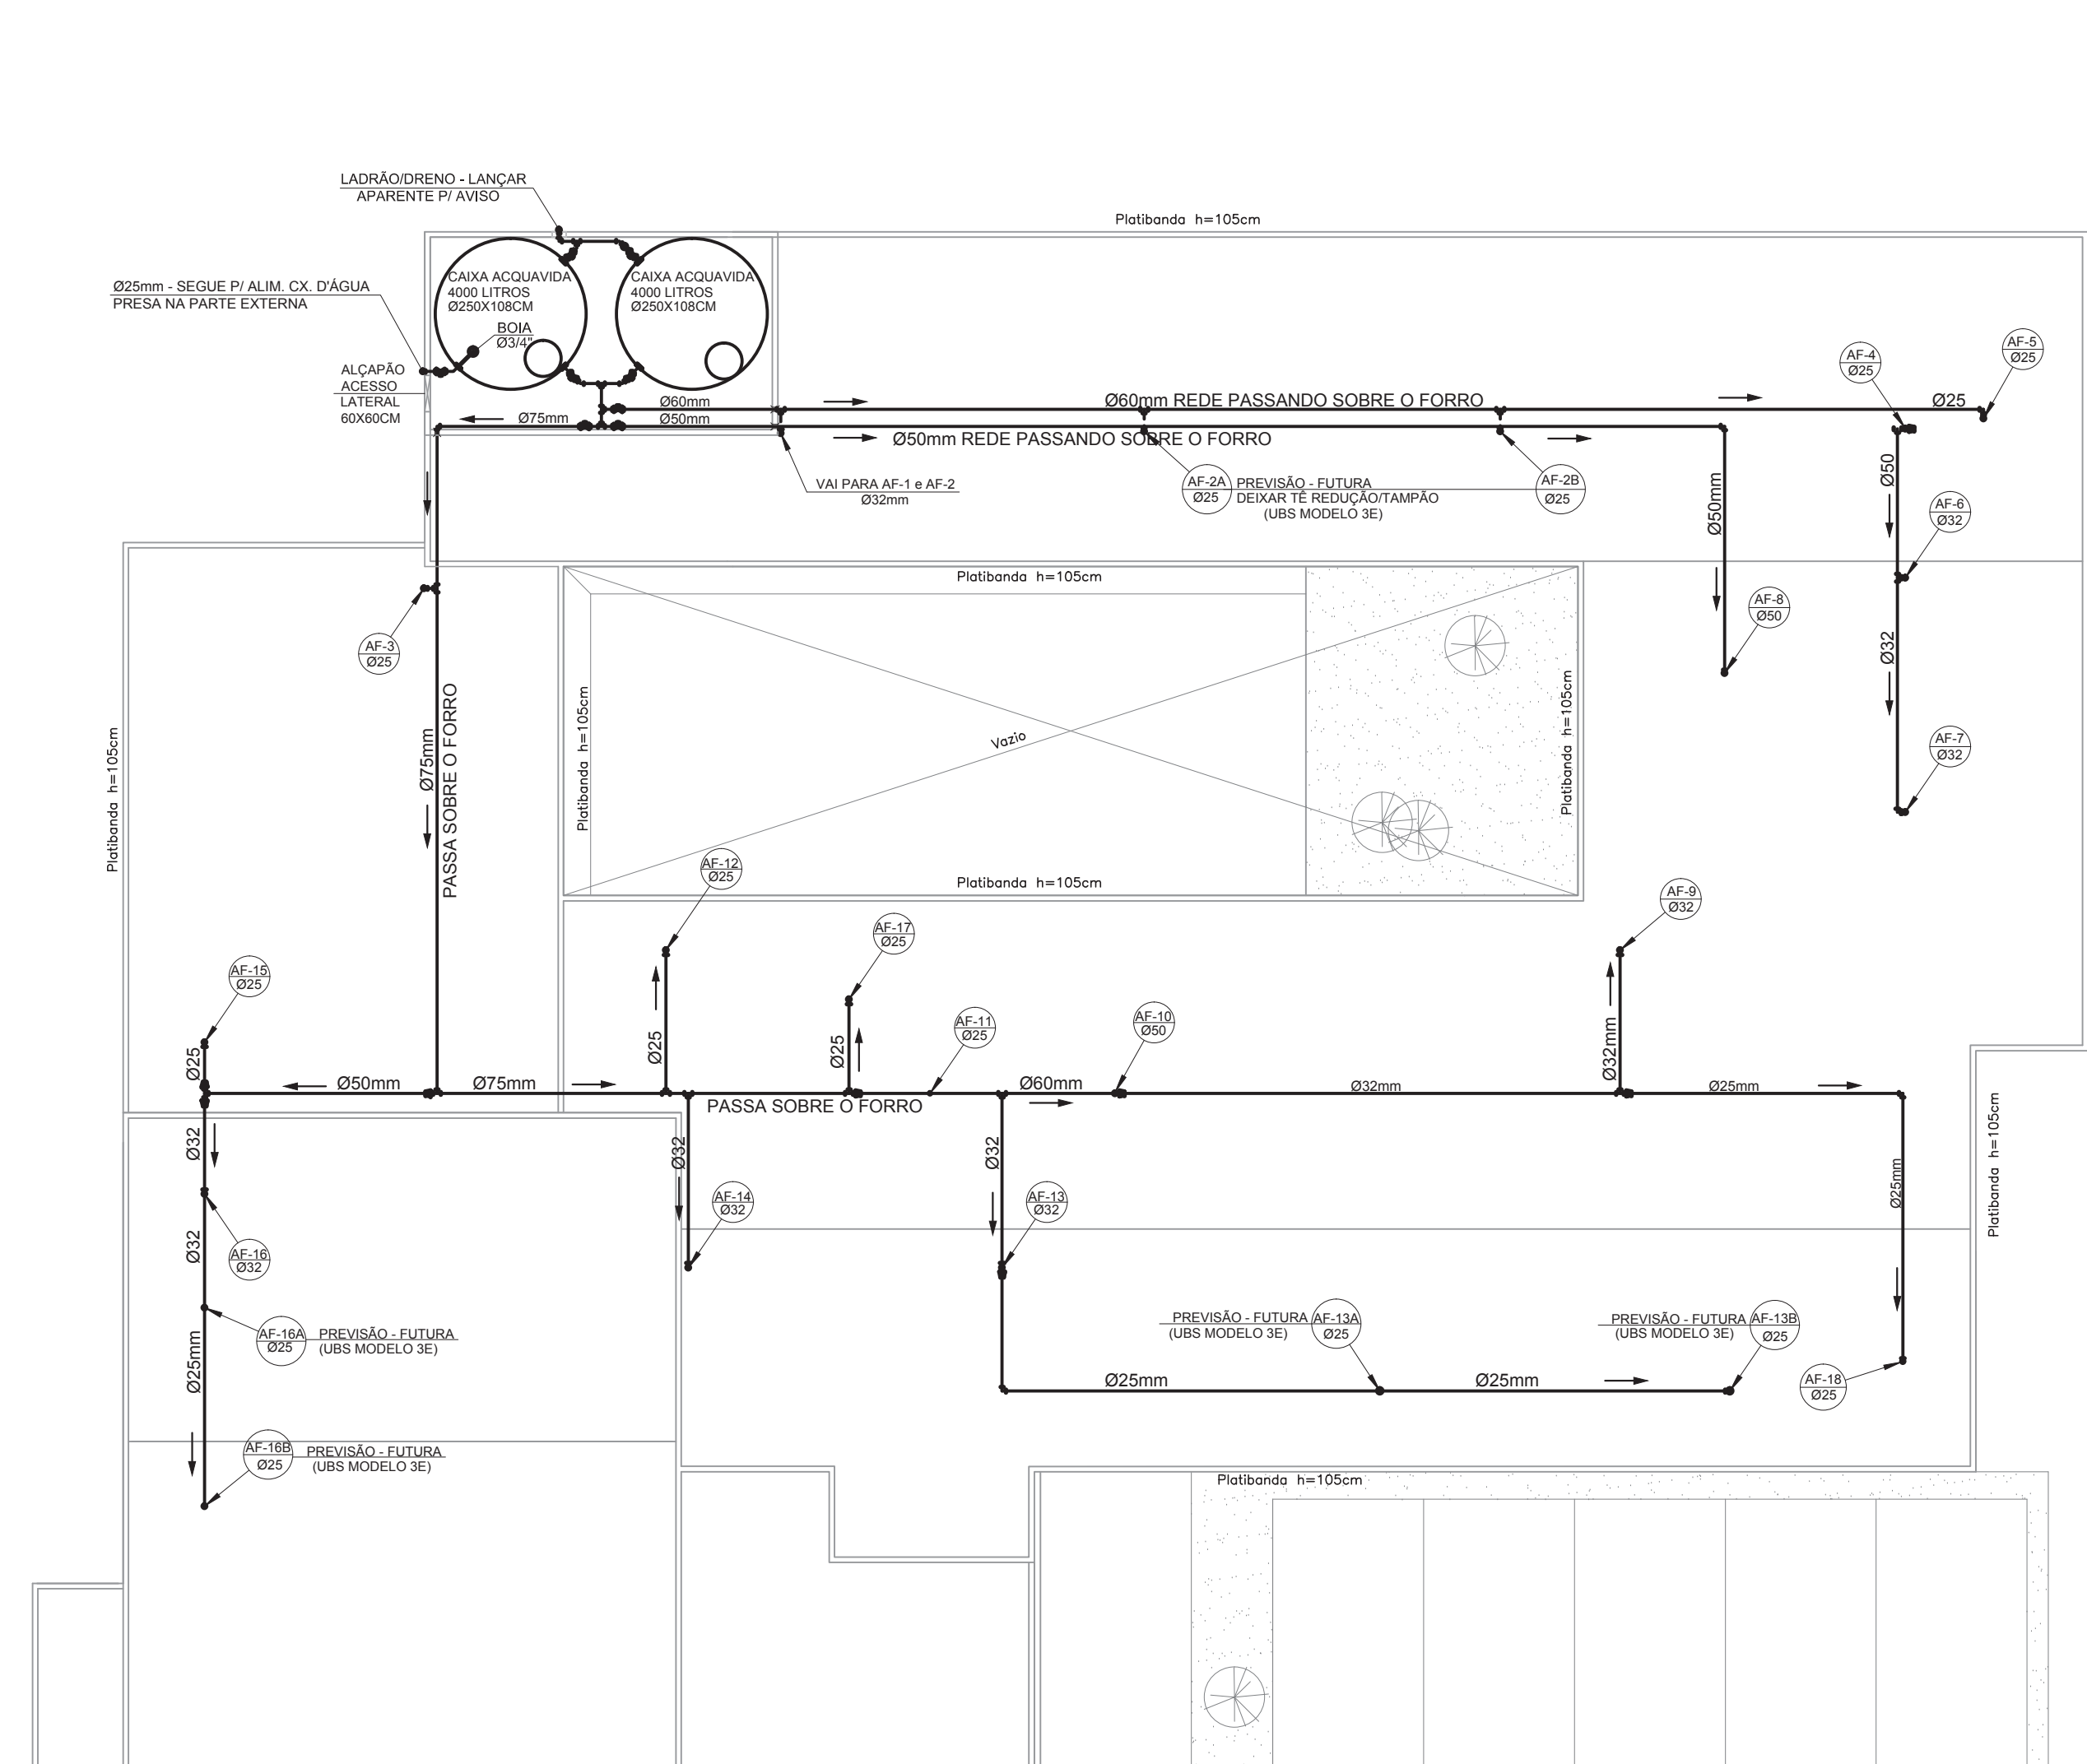 LADRÃO/DRENO - LANÇAR
APARENTE P/ AVISO
Platibanda h=105cm
Ø25mm - SEGUE P/ ALIM. CX. D'ÁGUA
PRESA NA PARTE EXTERNA
CAIXA ACQUAVIDA
4000 LITROS
Ø250X108CM
CAIXA ACQUAVIDA
4000 LITROS
Ø250X108CM
BOIA
Ø3/4"
ALÇAPÃO
ACESSO
LATERAL
60X60CM
Ø75mm
Ø60mm
Ø50mm
Ø60mm REDE PASSANDO SOBRE O FORRO
Ø50mm REDE PASSANDO SOBRE O FORRO
AF-4
Ø25
AF-5
Ø25
Ø25
VAI PARA AF-1 e AF-2
Ø32mm
AF-2A
Ø25
PREVISÃO - FUTURA
DEIXAR TÊ REDUÇÃO/TAMPÃO
(UBS MODELO 3E)
AF-2B
Ø25
Ø50mm
Ø50
AF-6
Ø32
AF-8
Ø50
Ø32
AF-7
Ø32
AF-3
Ø25
Platibanda h=105cm
Platibanda h=105cm
Platibanda h=105cm
Platibanda h=105cm
Platibanda h=105cm
Vazio
Ø75mm
PASSA SOBRE O FORRO
AF-12
Ø25
AF-17
Ø25
AF-9
Ø32
AF-15
Ø25
AF-11
Ø25
AF-10
Ø50
Ø25
Ø25
Ø25
Ø32mm
Ø50mm
Ø75mm
Ø60mm
Ø32mm
Ø25mm
PASSA SOBRE O FORRO
Ø32
Ø32
Ø32
Ø25mm
Platibanda h=105cm
AF-14
Ø32
AF-13
Ø32
Ø32
AF-16
Ø32
AF-16A
Ø25
PREVISÃO - FUTURA
(UBS MODELO 3E)
PREVISÃO - FUTURA
(UBS MODELO 3E)
AF-13A
Ø25
PREVISÃO - FUTURA
(UBS MODELO 3E)
AF-13B
Ø25
Ø25mm
Ø25mm
Ø25mm
AF-18
Ø25
AF-16B
Ø25
PREVISÃO - FUTURA
(UBS MODELO 3E)
Platibanda h=105cm